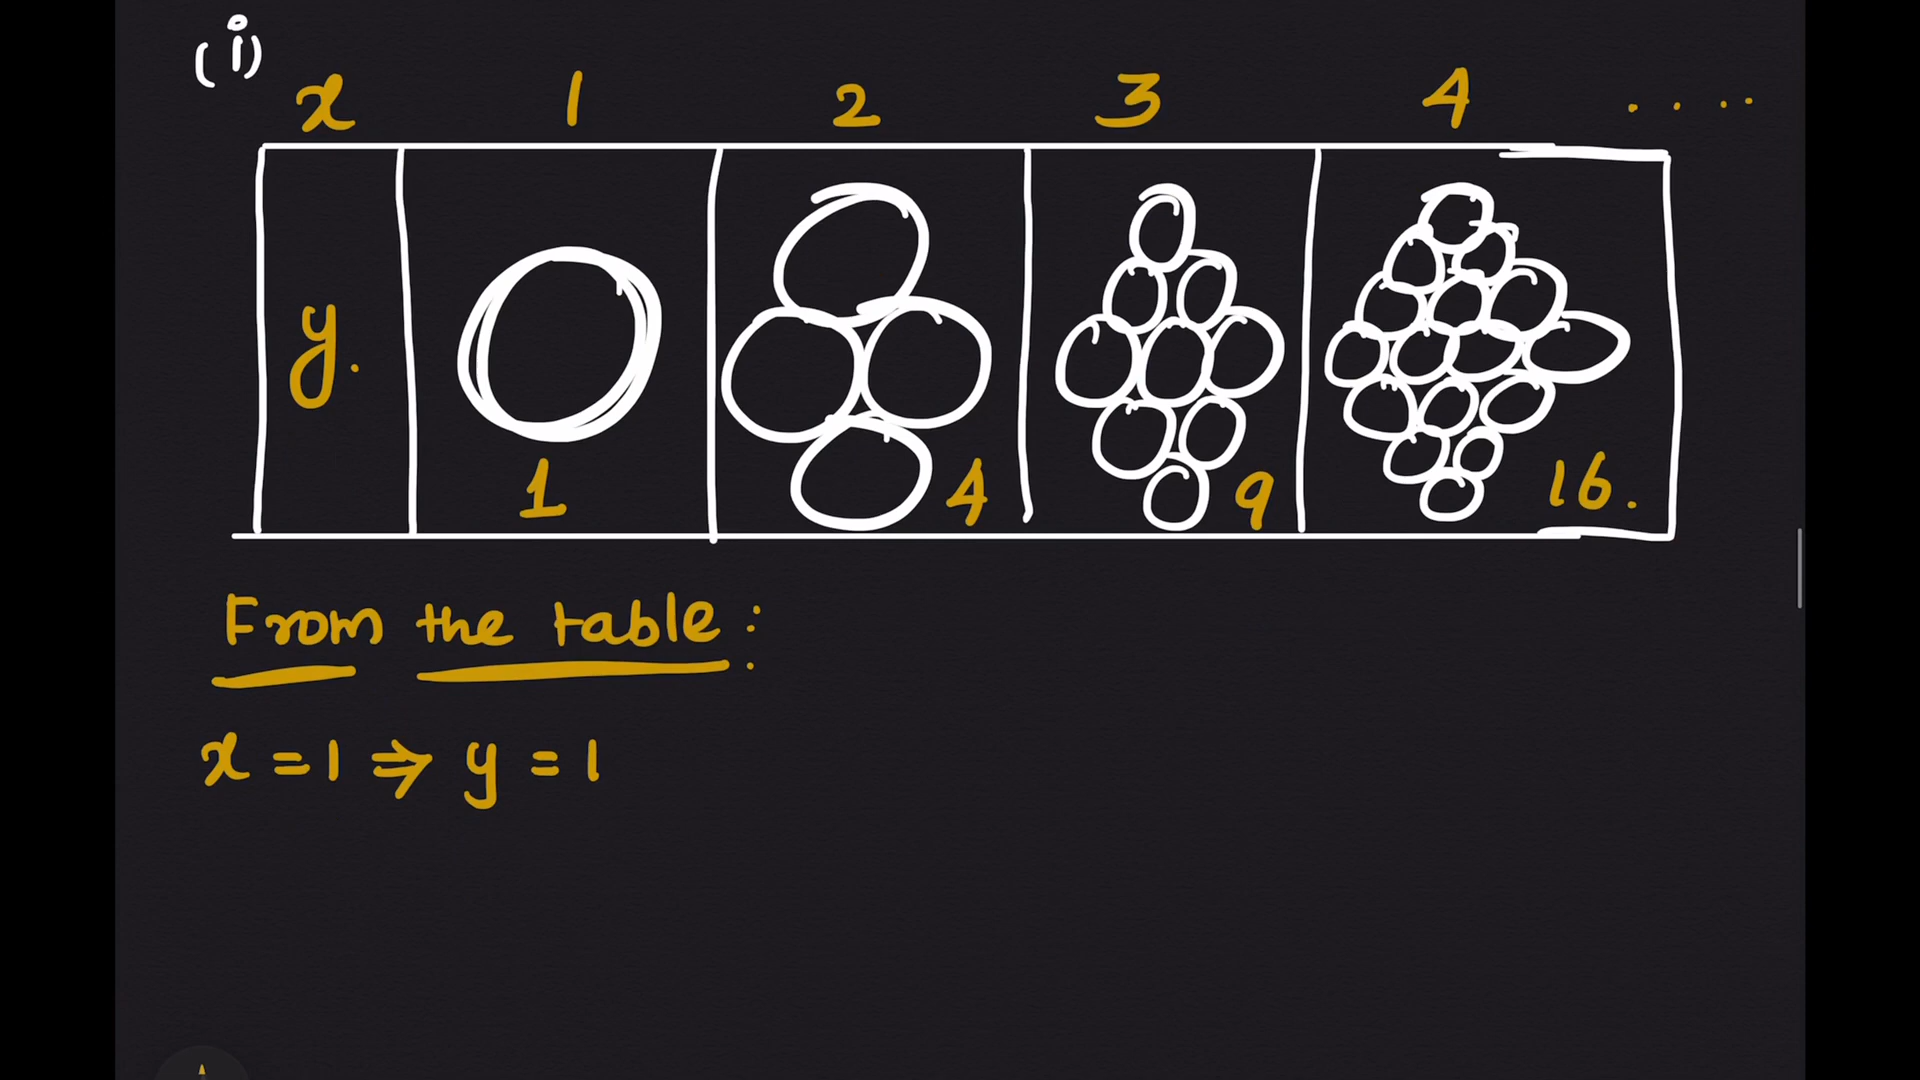 (i)
x 1 2 3 4 ....
y.
1 4 9 16.
From the table :
x = 1 ⇒ y = 1